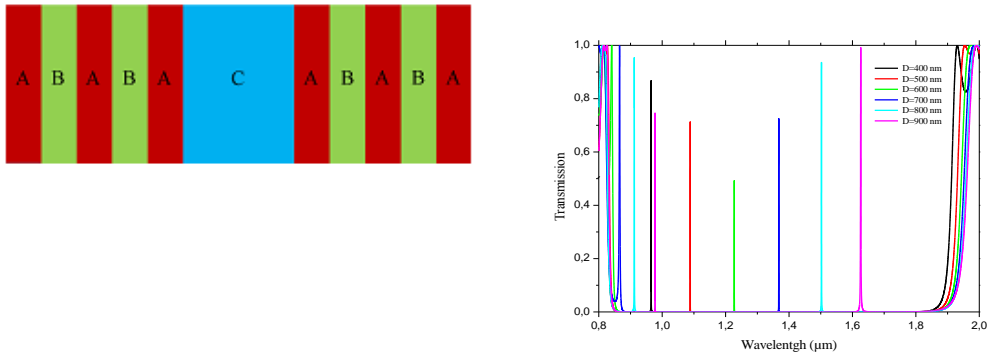 A B A B A C A B A B A
1,0
0,8
0,6
0,4
0,2
0,0
Transmission
D=400 nm
D=500 nm
D=600 nm
D=700 nm
D=800 nm
D=900 nm
0,8 1,0 1,2 1,4 1,6 1,8 2,0
Wavelentgh (µm)